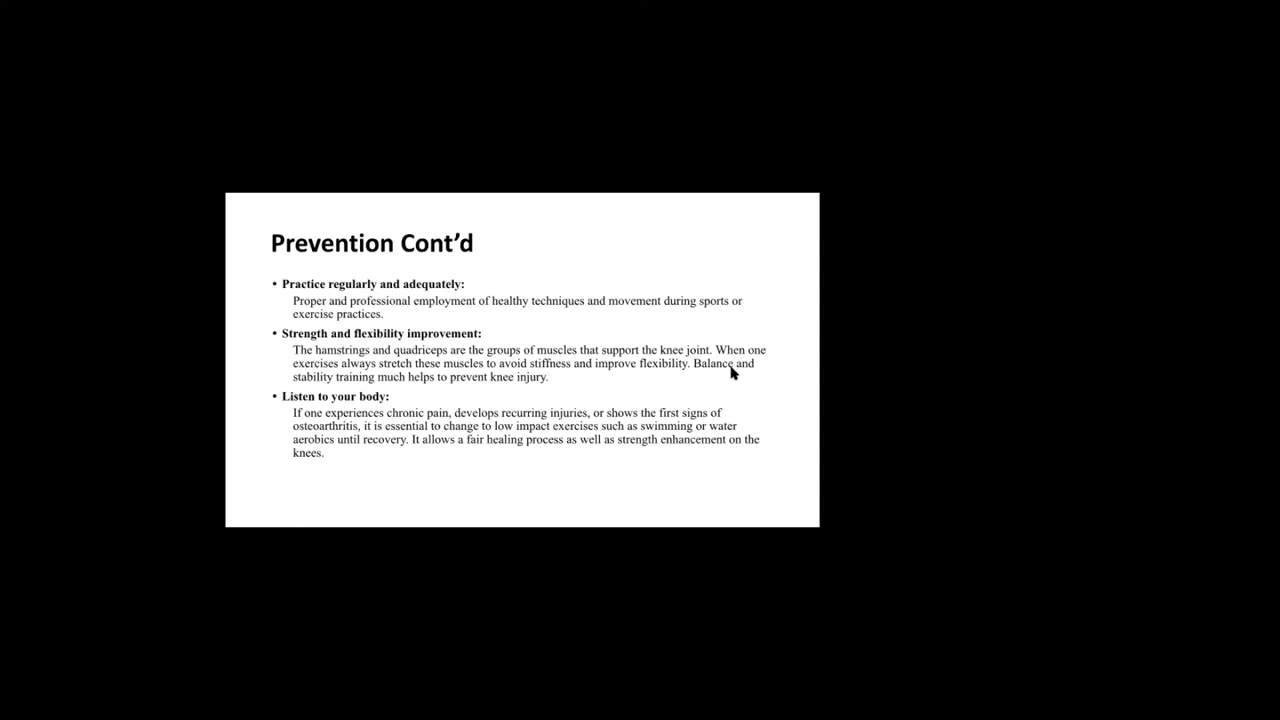 Prevention Cont’d
• Practice regularly and adequately:
Proper and professional employment of healthy techniques and movement during sports or
exercise practices.
• Strength and flexibility improvement:
The hamstrings and quadriceps are the groups of muscles that support the knee joint. When one
exercises always stretch these muscles to avoid stiffness and improve flexibility. Balance and
stability training much helps to prevent knee injury.
• Listen to your body:
If one experiences chronic pain, develops recurring injuries, or shows the first signs of
osteoarthritis, it is essential to change to low impact exercises such as swimming or water
aerobics until recovery. It allows a fair healing process as well as strength enhancement on the
knees.